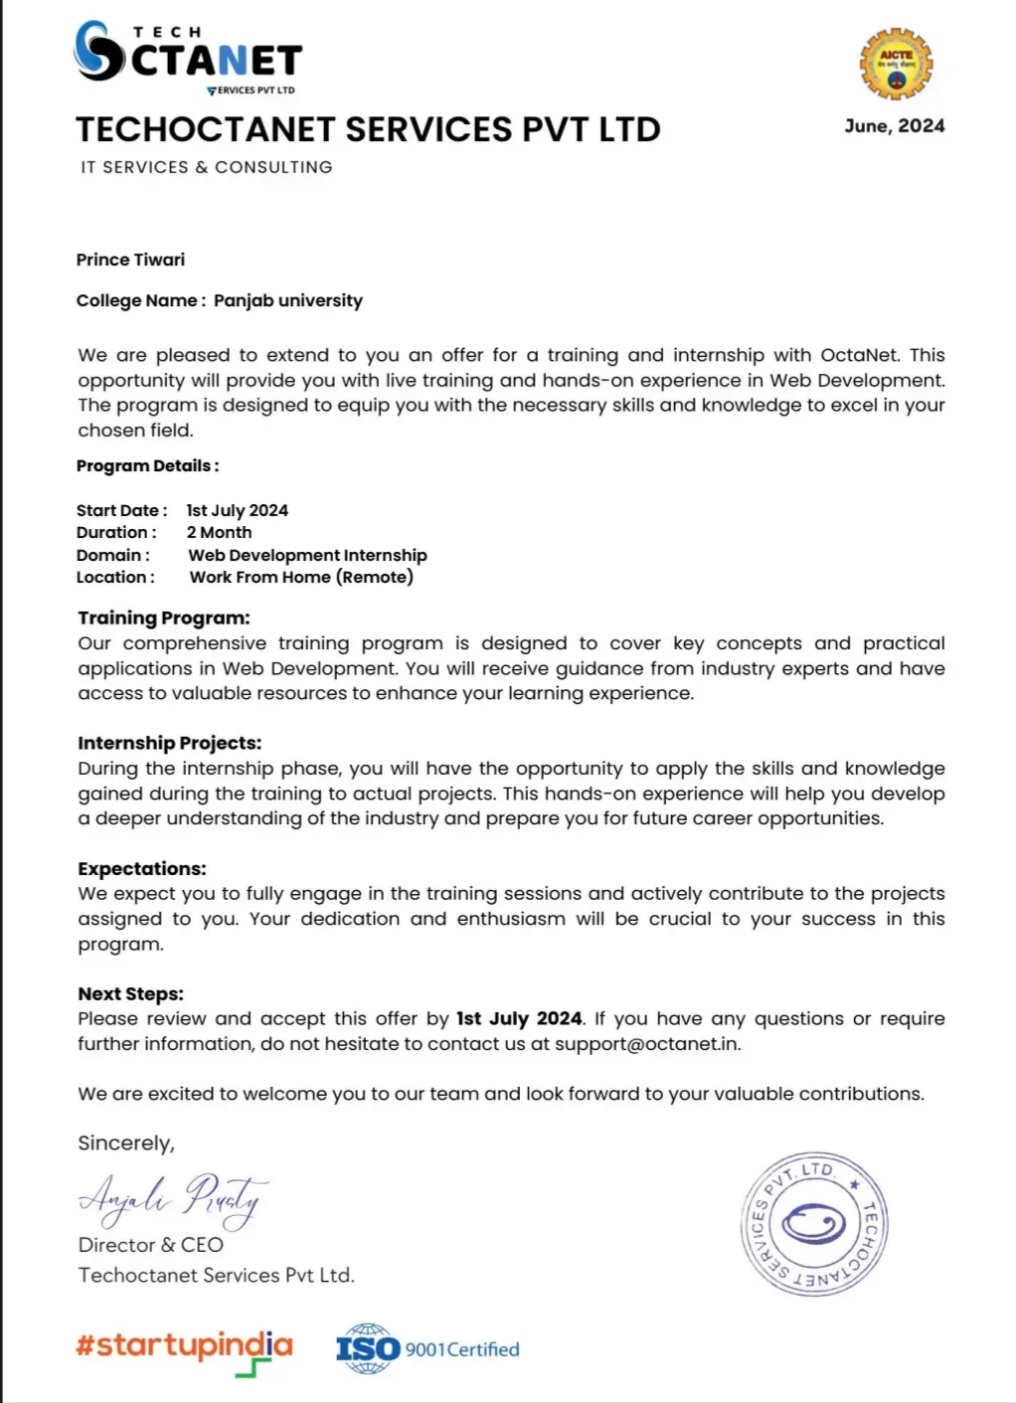 TECH
OCTANET
SERVICES PVT LTD
AICTE
TECHOCTANET SERVICES PVT LTD
June, 2024
IT SERVICES & CONSULTING
Prince Tiwari
College Name : Panjab university
We are pleased to extend to you an offer for a training and internship with OctaNet. This
opportunity will provide you with live training and hands-on experience in Web Development.
The program is designed to equip you with the necessary skills and knowledge to excel in your
chosen field.
Program Details :
Start Date : 1st July 2024
Duration : 2 Month
Domain : Web Development Internship
Location : Work From Home (Remote)
Training Program:
Our comprehensive training program is designed to cover key concepts and practical
applications in Web Development. You will receive guidance from industry experts and have
access to valuable resources to enhance your learning experience.
Internship Projects:
During the internship phase, you will have the opportunity to apply the skills and knowledge
gained during the training to actual projects. This hands-on experience will help you develop
a deeper understanding of the industry and prepare you for future career opportunities.
Expectations:
We expect you to fully engage in the training sessions and actively contribute to the projects
assigned to you. Your dedication and enthusiasm will be crucial to your success in this
program.
Next Steps:
Please review and accept this offer by 1st July 2024. If you have any questions or require
further information, do not hesitate to contact us at support@octanet.in.
We are excited to welcome you to our team and look forward to your valuable contributions.
Sincerely,
Anjali Prusty
Director & CEO
Techoctanet Services Pvt Ltd.
TECHOCTANET SERVICES PVT. LTD.
#startupindia
ISO 9001 Certified